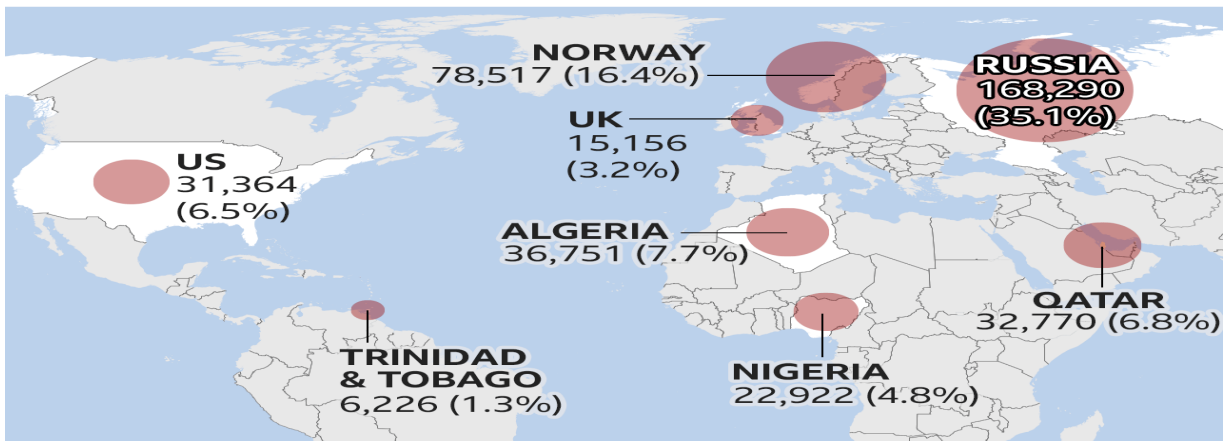 NORWAY
78,517 (16.4%)
RUSSIA
168,290
(35.1%)
UK
15,156
(3.2%)
US
31,364
(6.5%)
ALGERIA
36,751 (7.7%)
QATAR
32,770 (6.8%)
TRINIDAD
& TOBAGO
6,226 (1.3%)
NIGERIA
22,922 (4.8%)